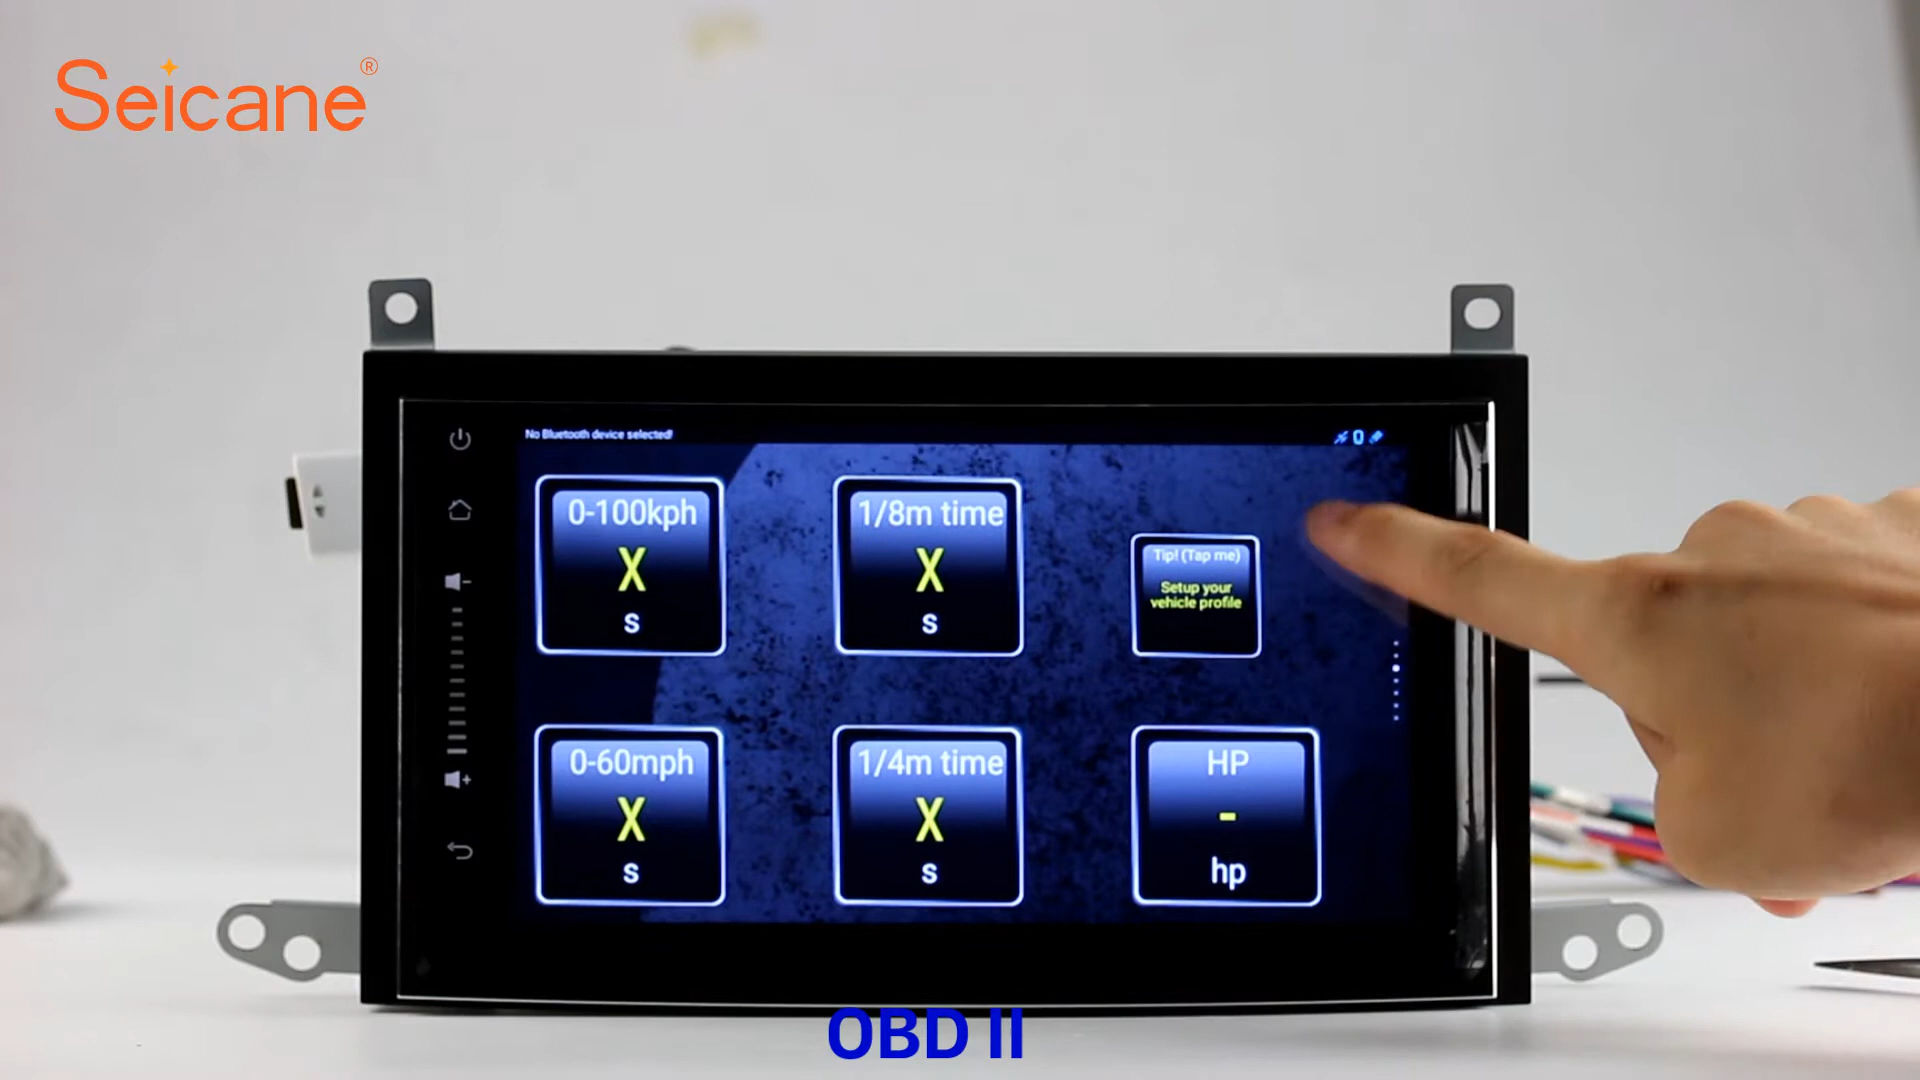 Seicane®
No Bluetooth device selected!
0-100kph
X
s
1/8m time
X
s
Tip! (Tap me)
Setup your
vehicle profile
0-60mph
X
s
1/4m time
X
s
HP
-
hp
OBD II